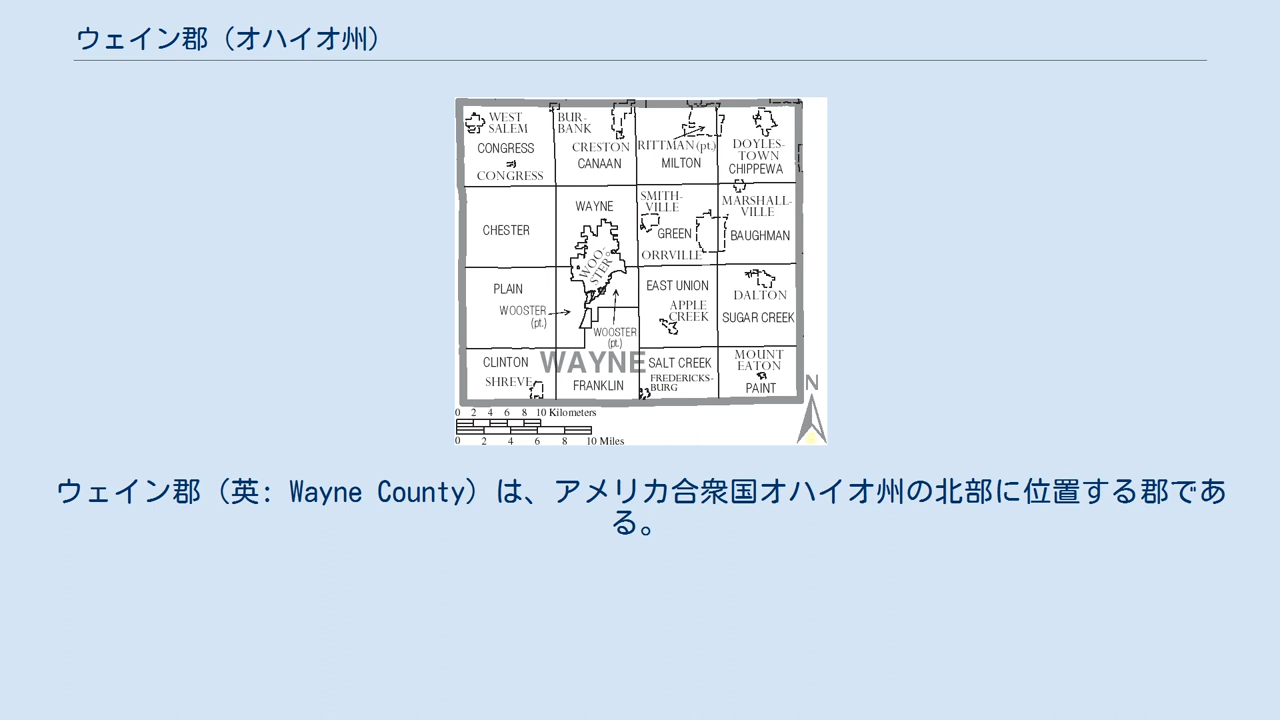 ウェイン郡（オハイオ州）
WEST
SALEM
CONGRESS
CONGRESS
BUR-
BANK
CRESTON
CANAAN
RITTMAN (pt.)
MILTON
DOYLES-
TOWN
CHIPPEWA
CHESTER
WAYNE
WOO-
STER
SMITH-
VILLE
GREEN
ORRVILLE
MARSHALL-
VILLE
BAUGHMAN
PLAIN
WOOSTER
(pt.)
WOOSTER
(pt.)
EAST UNION
APPLE
CREEK
DALTON
SUGAR CREEK
CLINTON
SHREVE
WAYNE
FRANKLIN
SALT CREEK
FREDERICKS-
BURG
MOUNT
EATON
PAINT
N
0 2 4 6 8 10 Kilometers
0 2 4 6 8 10 Miles
ウェイン郡（英: Wayne County）は、アメリカ合衆国オハイオ州の北部に位置する郡であ
る。